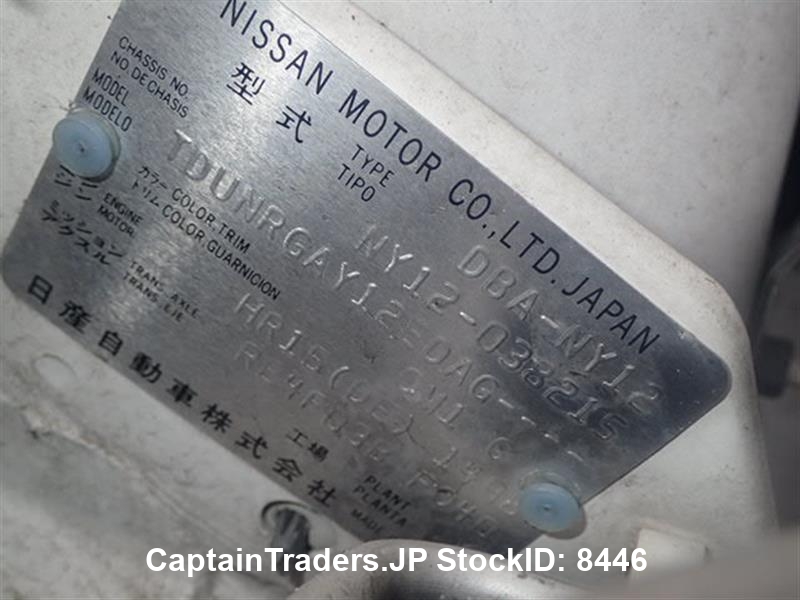 NISSAN MOTOR CO., LTD. JAPAN
型式 TYPE TIPO DBA-NY12
CHASSIS NO. NO. DE CHASIS NY12-038215
MODEL MODELO TDUNRGAY12EDAG----
カラー COLOR, TRIM
トリム COLOR, GUARNICION QM1 G
ジン ENGINE MOTOR HR15(DE)
ミッション TRANS. AXLE
アクスル TRANS. EJE RE4F03B
工場 PLANT PLANTA
日産自動車株式会社 MADE
CaptainTraders.JP StockID: 8446